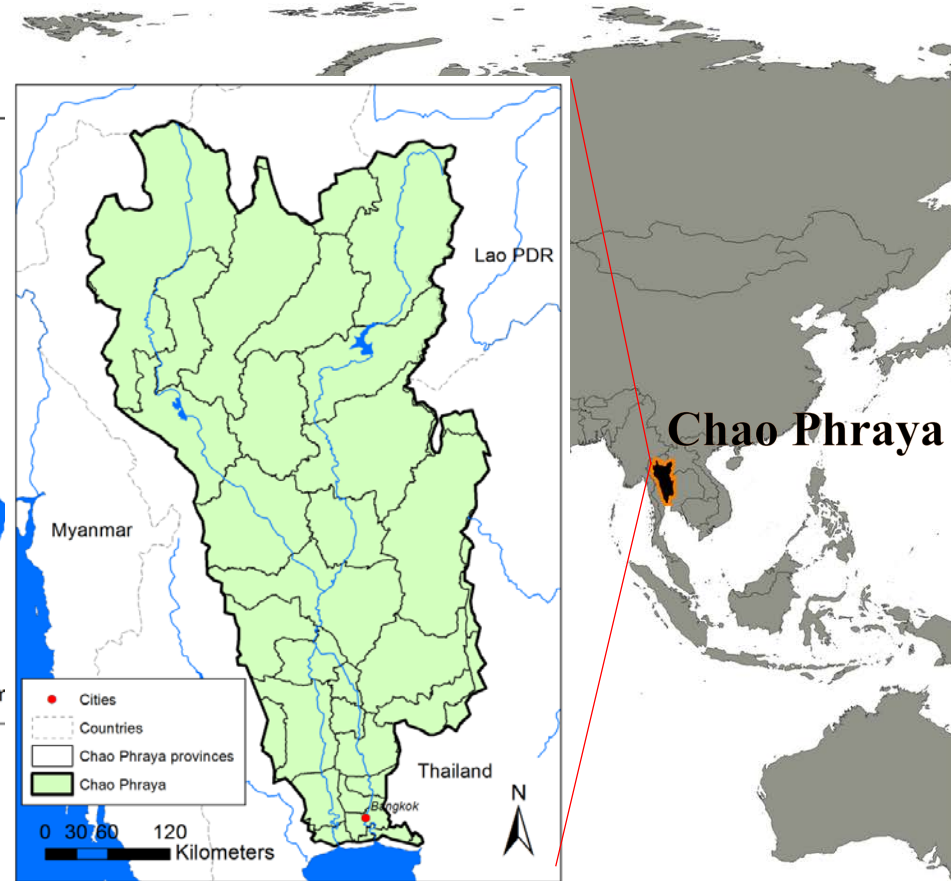 Lao PDR
Chao Phraya
Myanmar
r
Cities
Countries
Chao Phraya provinces
Chao Phraya
Thailand
Bangkok
N
0 30 60 120
Kilometers